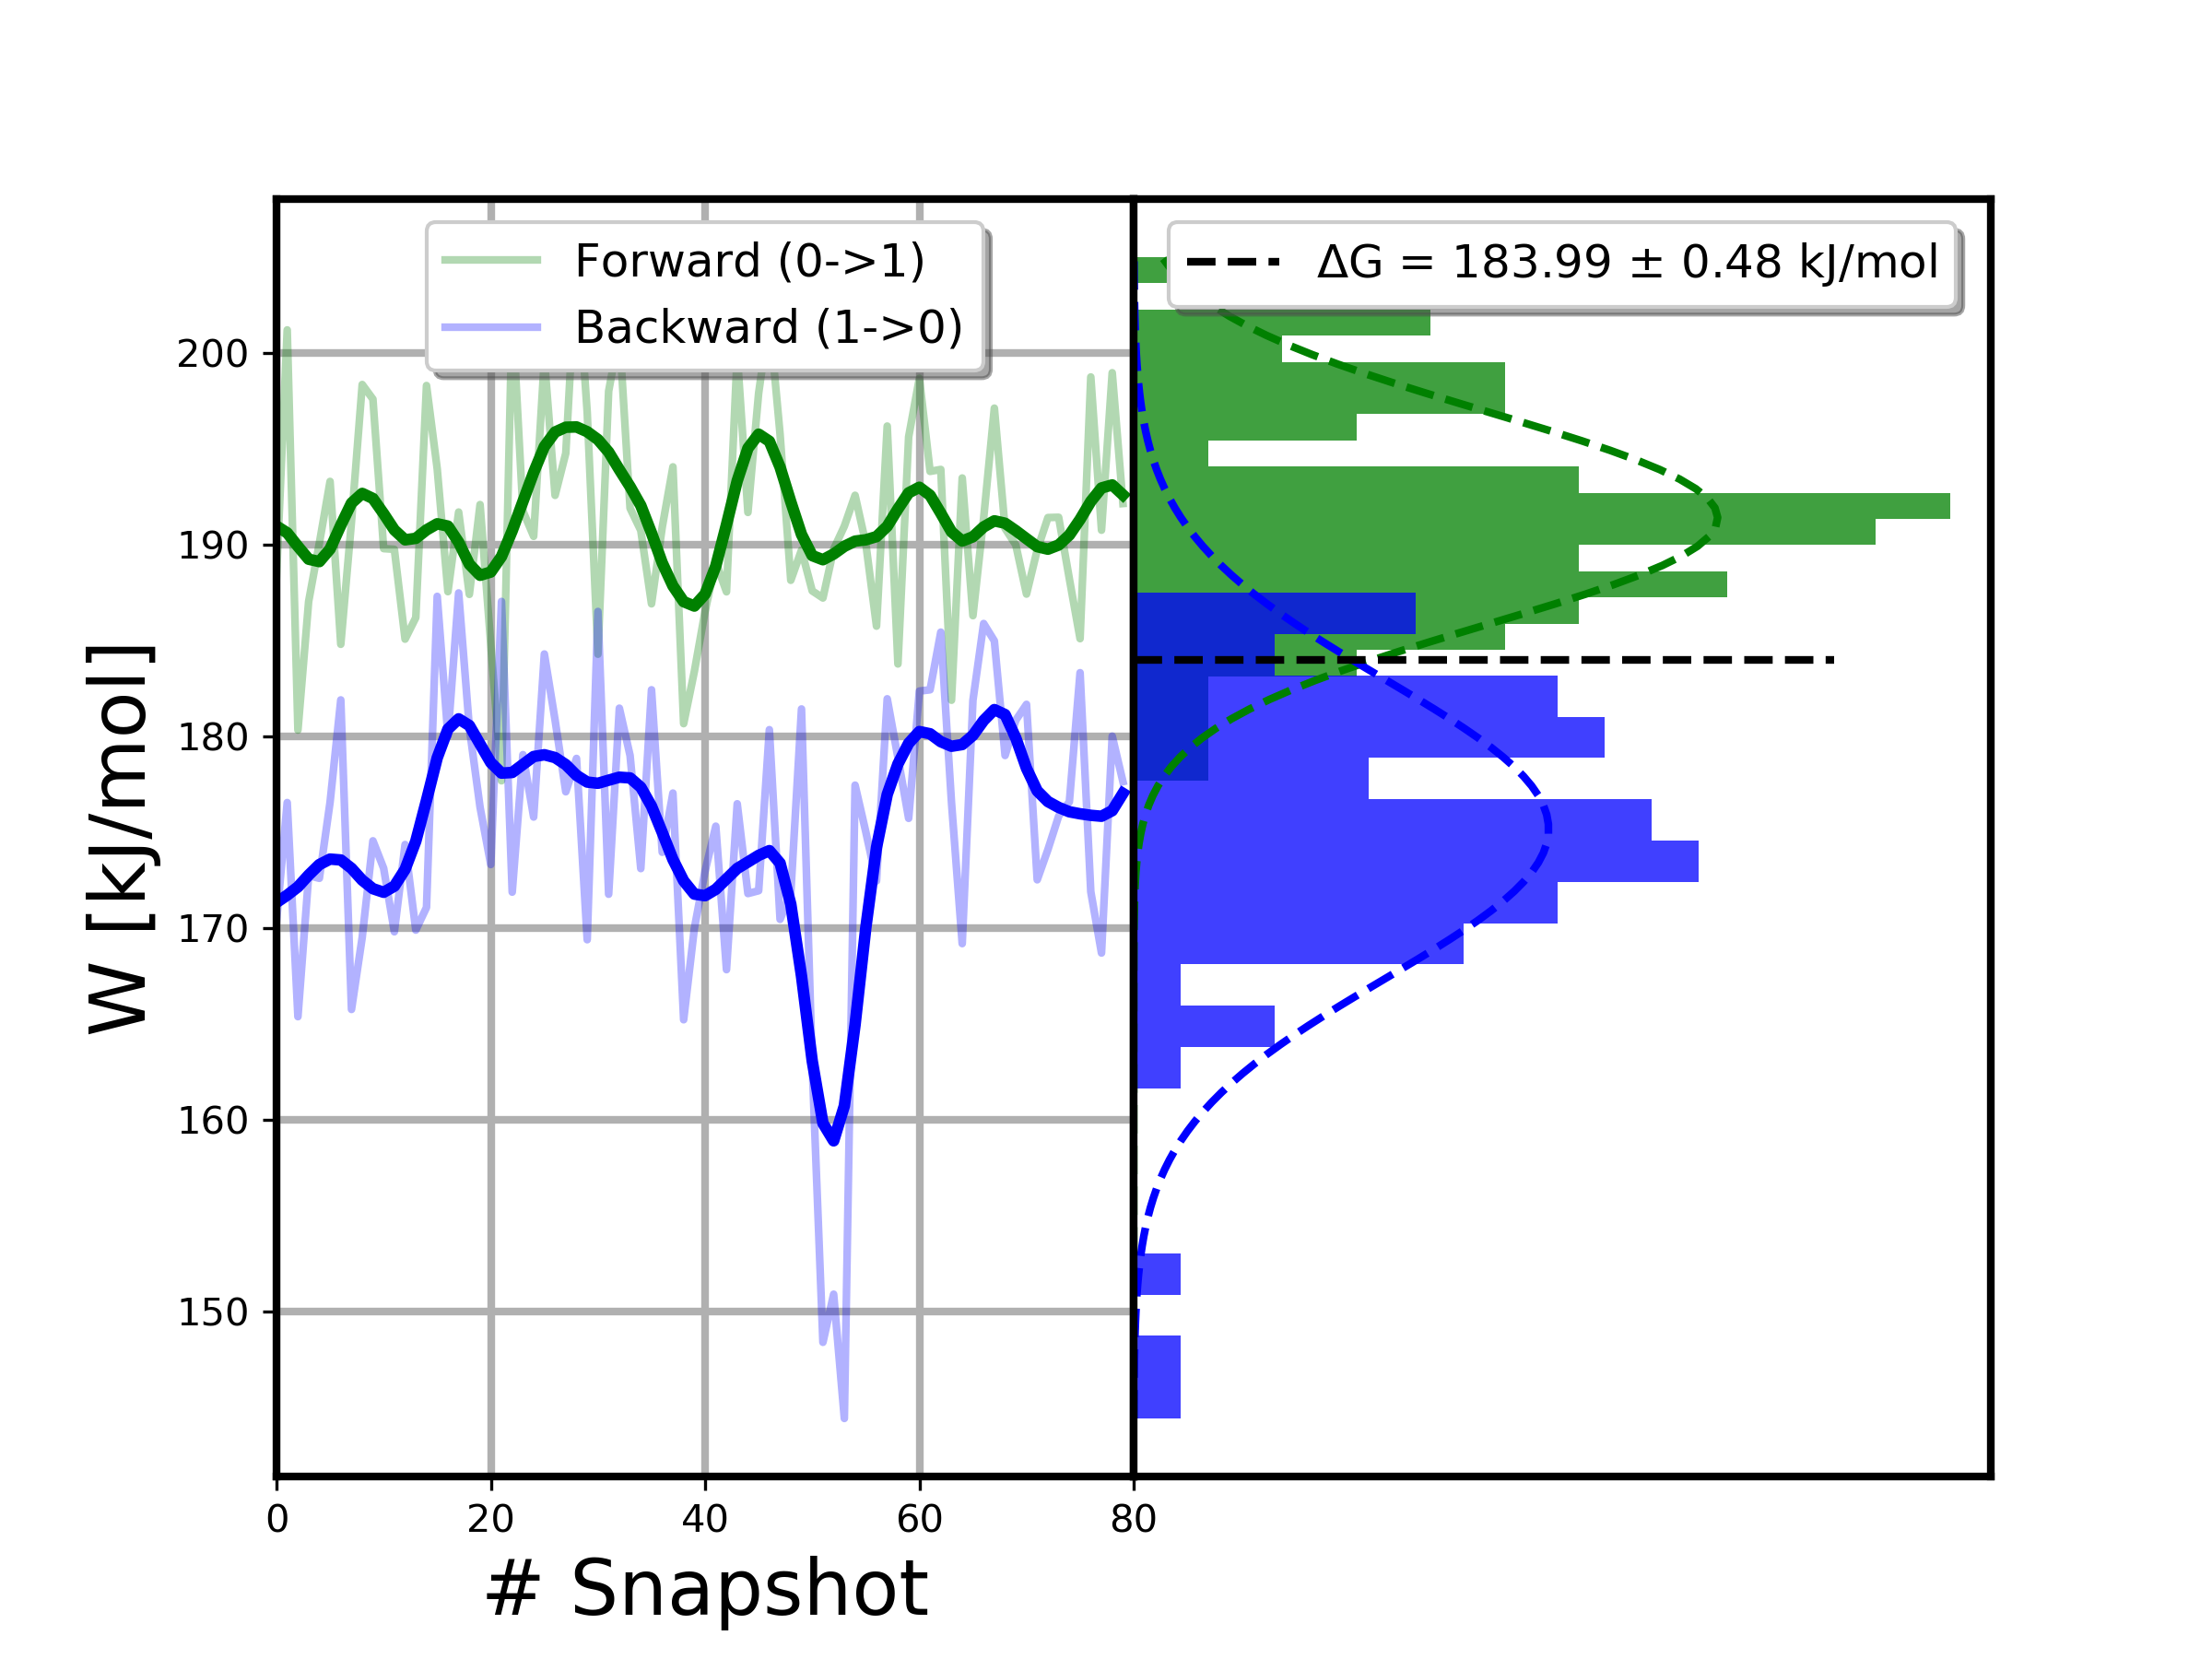 Forward (0->1)
Backward (1->0)
ΔG = 183.99 ± 0.48 kJ/mol
200
190
180
170
160
150
W [kJ/mol]
0 20 40 60 80
# Snapshot